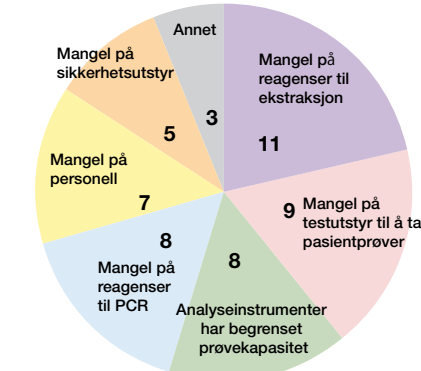 Annet
3
Mangel på
reagenser til
ekstraksjon
11
Mangel på
testutstyr til å ta
pasientprøver
9
Analyseinstrumenter
har begrenset
prøvekapasitet
8
Mangel på
reagenser
til PCR
8
Mangel på
personell
7
Mangel på
sikkerhetsutstyr
5